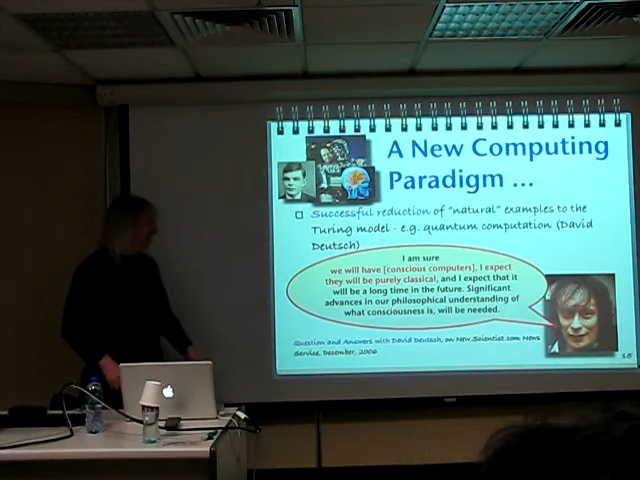 A New Computing
Paradigm ...
Successful reduction of "natural" examples to the
Turing model - e.g. quantum computation (David
Deutsch)
I am sure
we will have [conscious computers], I expect
they will be purely classical, and I expect that it
will be a long time in the future. Significant
advances in our philosophical understanding of
what consciousness is, will be needed.
Question and Answers with David Deutsch, on New Scientist.com News
Service, December, 2006